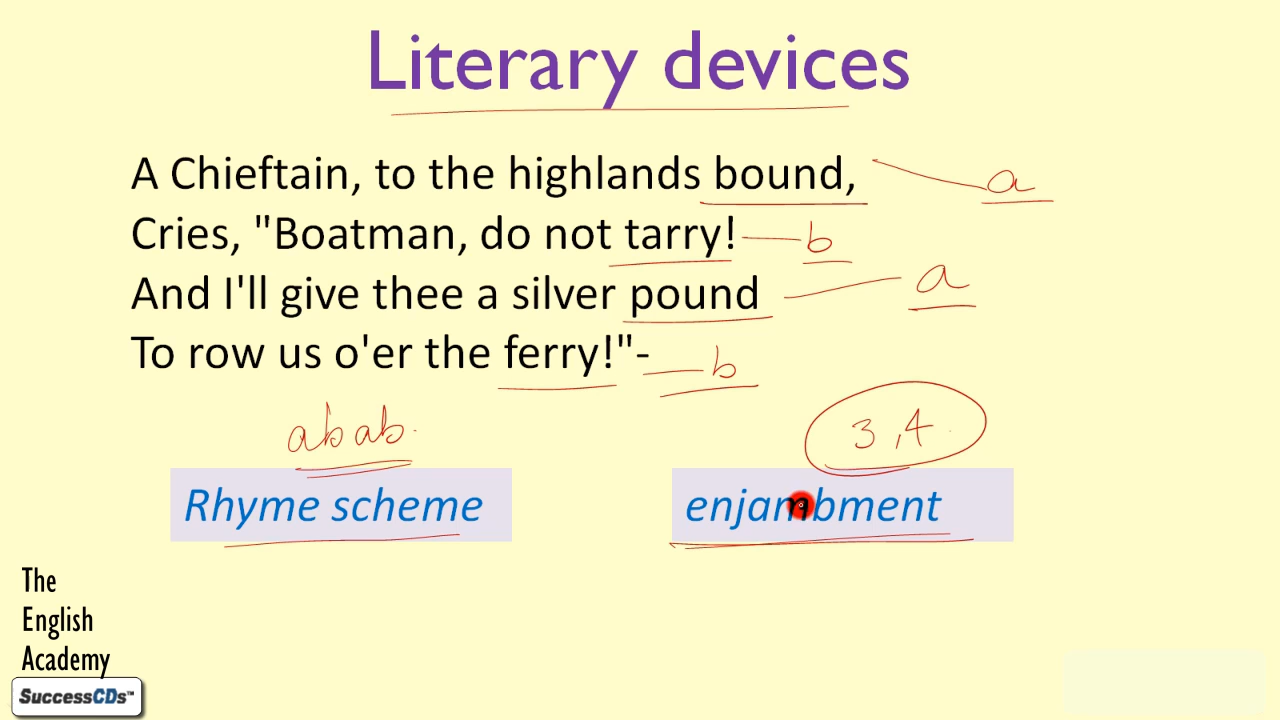 Literary devices
A Chieftain, to the highlands bound,
a
Cries, "Boatman, do not tarry!
b
And I'll give thee a silver pound
a
To row us o'er the ferry!"-
b
abab
3,4
Rhyme scheme
enjambment
The
English
Academy
SuccessCDs™